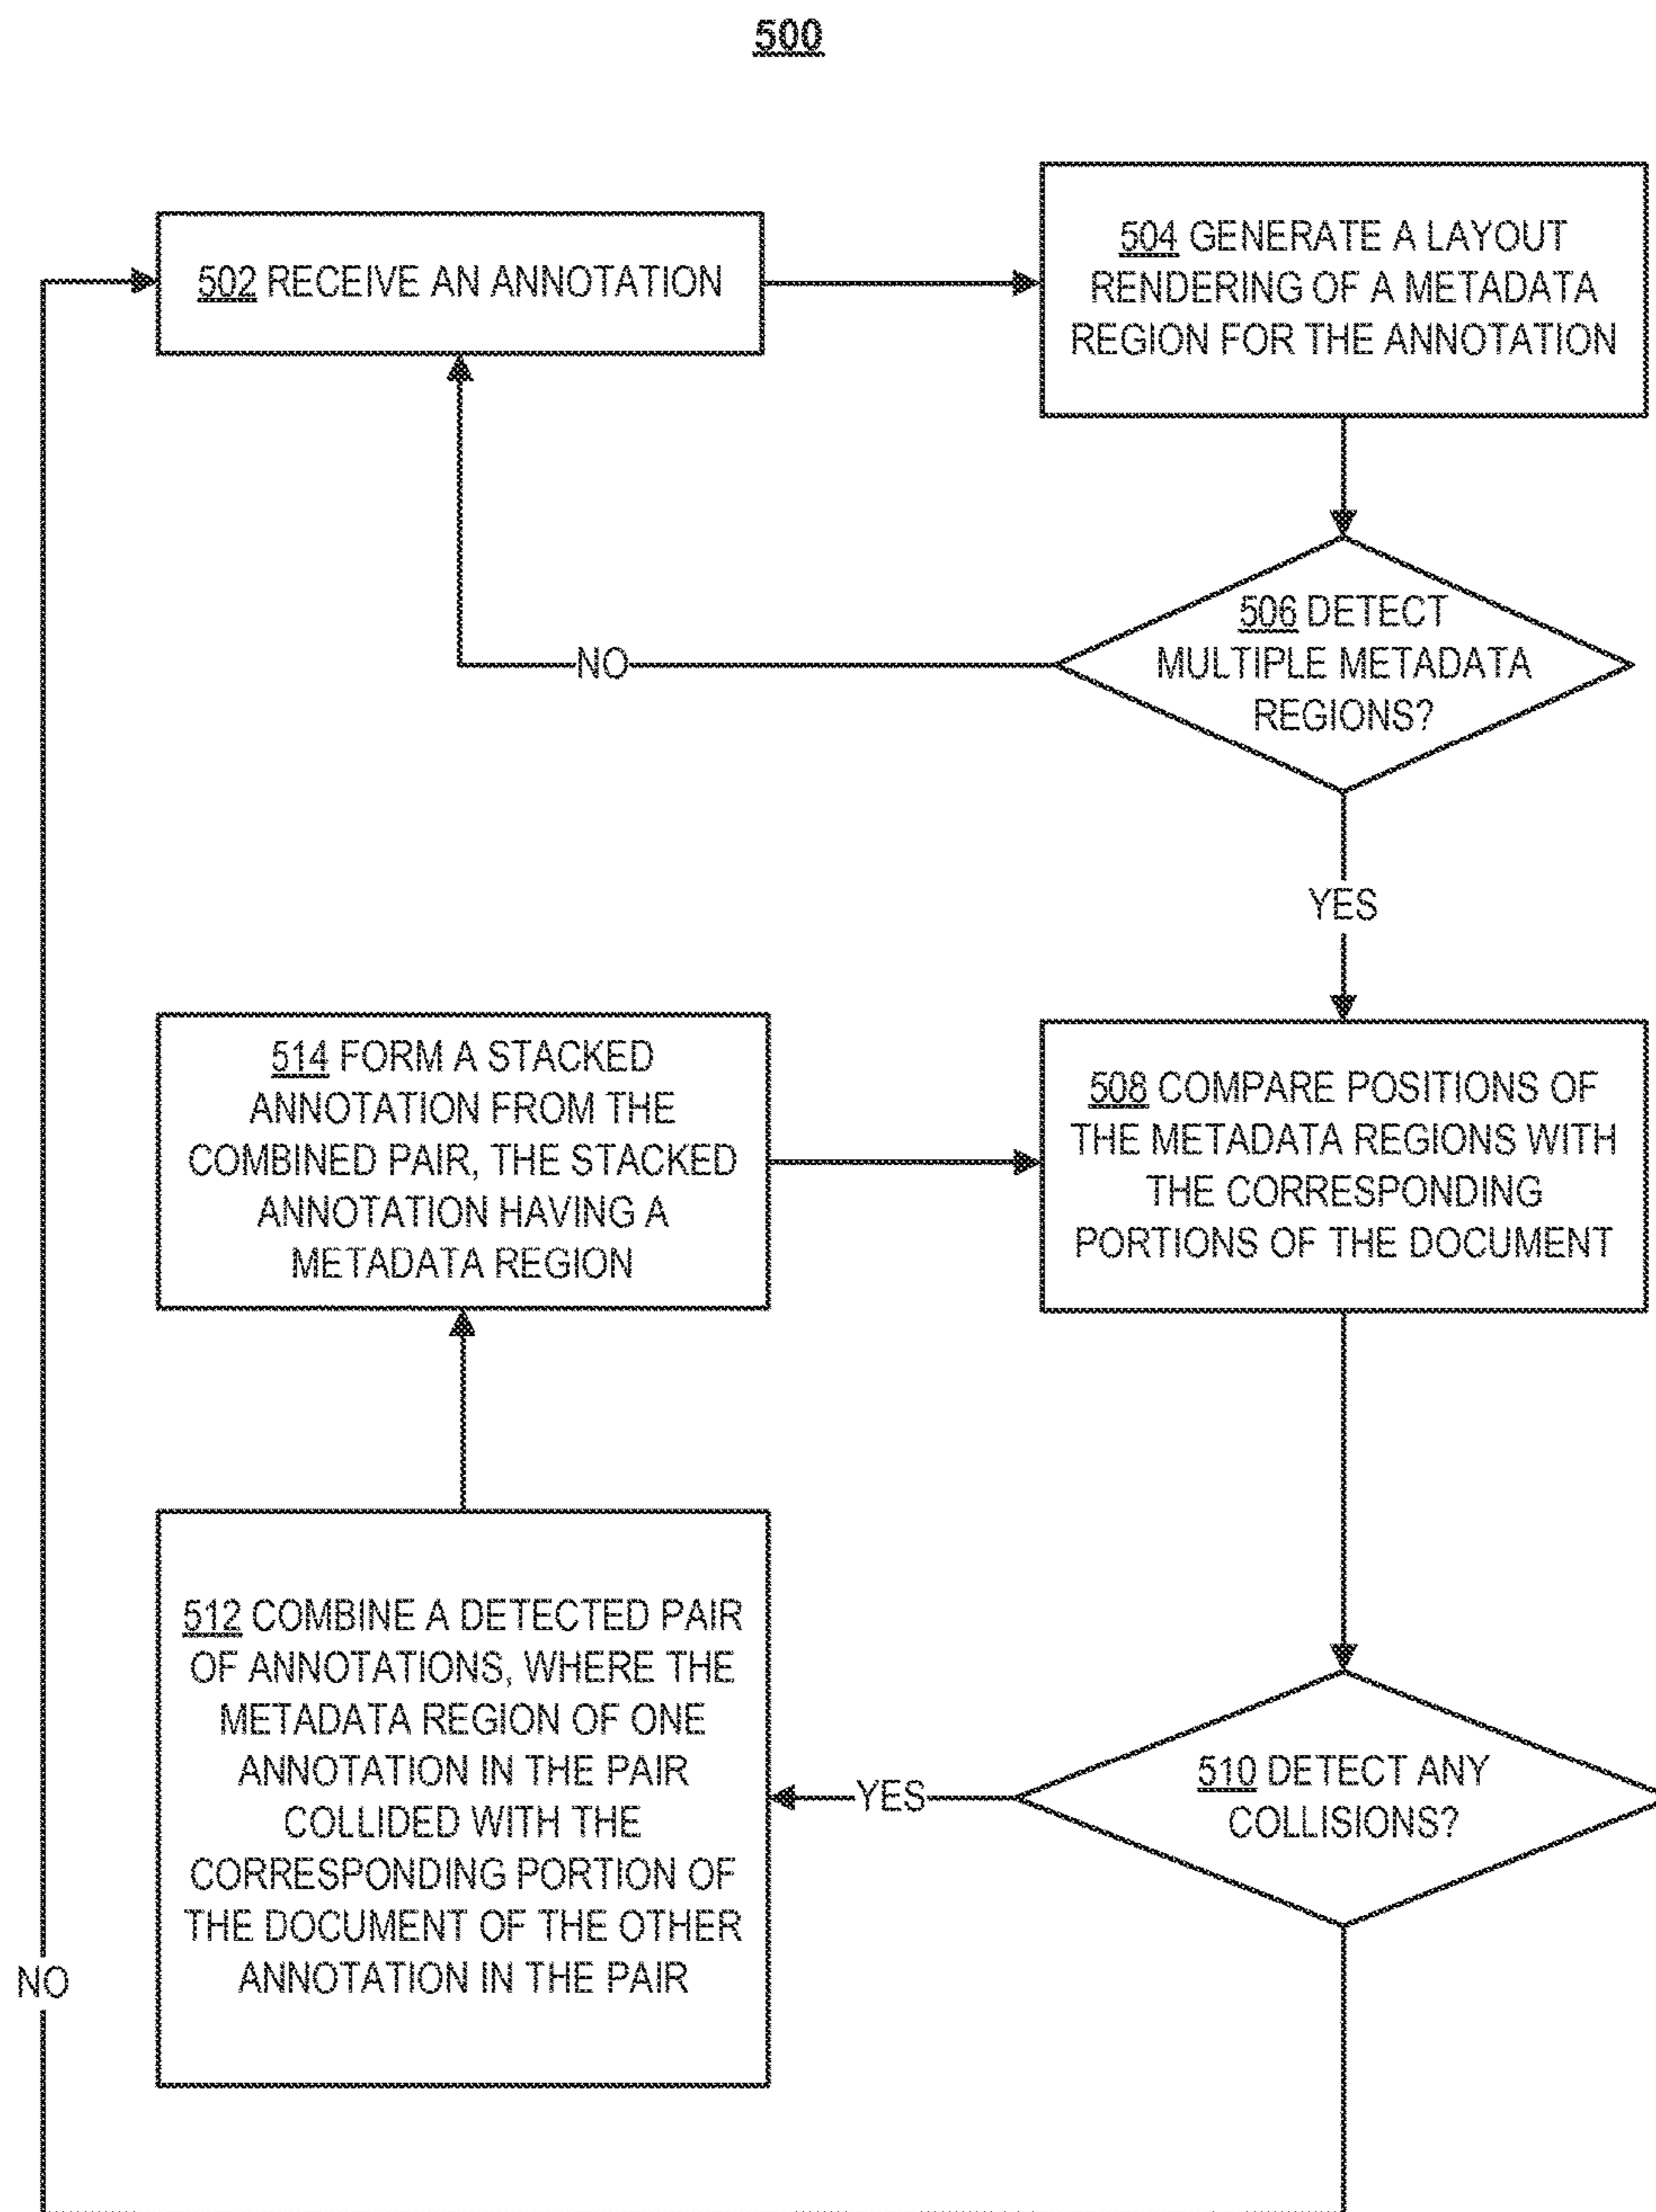 500
502 RECEIVE AN ANNOTATION
504 GENERATE A LAYOUT
RENDERING OF A METADATA
REGION FOR THE ANNOTATION
506 DETECT
MULTIPLE METADATA
REGIONS?
NO
YES
508 COMPARE POSITIONS OF
THE METADATA REGIONS WITH
THE CORRESPONDING
PORTIONS OF THE DOCUMENT
514 FORM A STACKED
ANNOTATION FROM THE
COMBINED PAIR, THE STACKED
ANNOTATION HAVING A
METADATA REGION
510 DETECT ANY
COLLISIONS?
YES
512 COMBINE A DETECTED PAIR
OF ANNOTATIONS, WHERE THE
METADATA REGION OF ONE
ANNOTATION IN THE PAIR
COLLIDED WITH THE
CORRESPONDING PORTION OF
THE DOCUMENT OF THE OTHER
ANNOTATION IN THE PAIR
NO